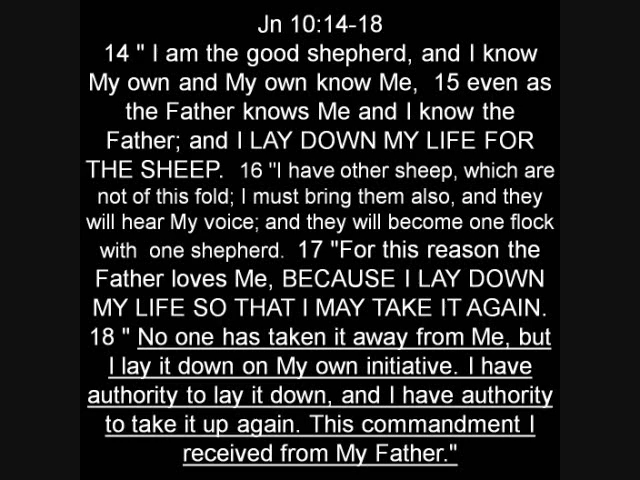 Jn 10:14-18
14 " I am the good shepherd, and I know
My own and My own know Me,  15 even as
the Father knows Me and I know the
Father; and I LAY DOWN MY LIFE FOR
THE SHEEP.  16 "I have other sheep, which are
not of this fold; I must bring them also, and they
will hear My voice; and they will become one flock
with  one shepherd.  17 "For this reason the
Father loves Me, BECAUSE I LAY DOWN
MY LIFE SO THAT I MAY TAKE IT AGAIN.
18 " No one has taken it away from Me, but
I lay it down on My own initiative. I have
authority to lay it down, and I have authority
to take it up again. This commandment I
received from My Father."